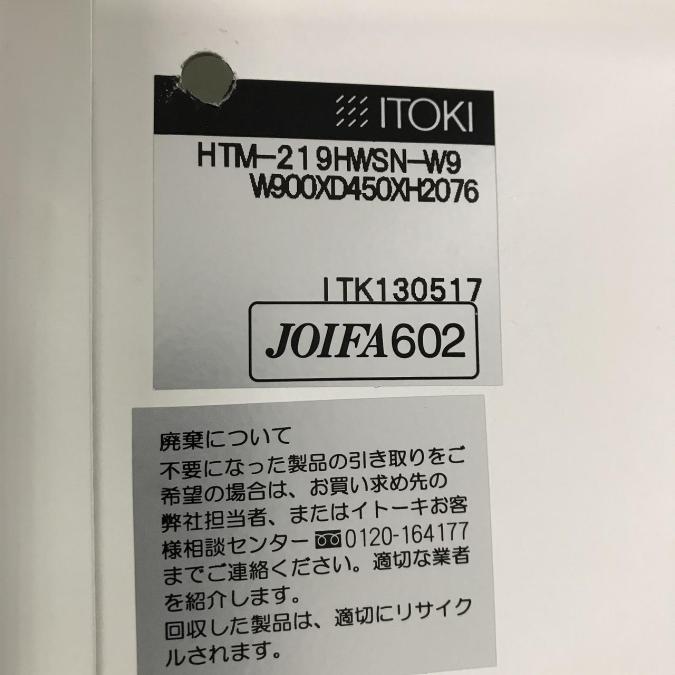 ITOKI
HTM-219HWSN-W9
W900XD450XH2076
ITK130517
JOIFA602
廃棄について
不要になった製品の引き取りをご
希望の場合は、お買い求め先の
弊社担当者、またはイトーキお客
様相談センター 0120-164177
までご連絡ください。適切な業者
を紹介します。
回収した製品は、適切にリサイク
ルされます。